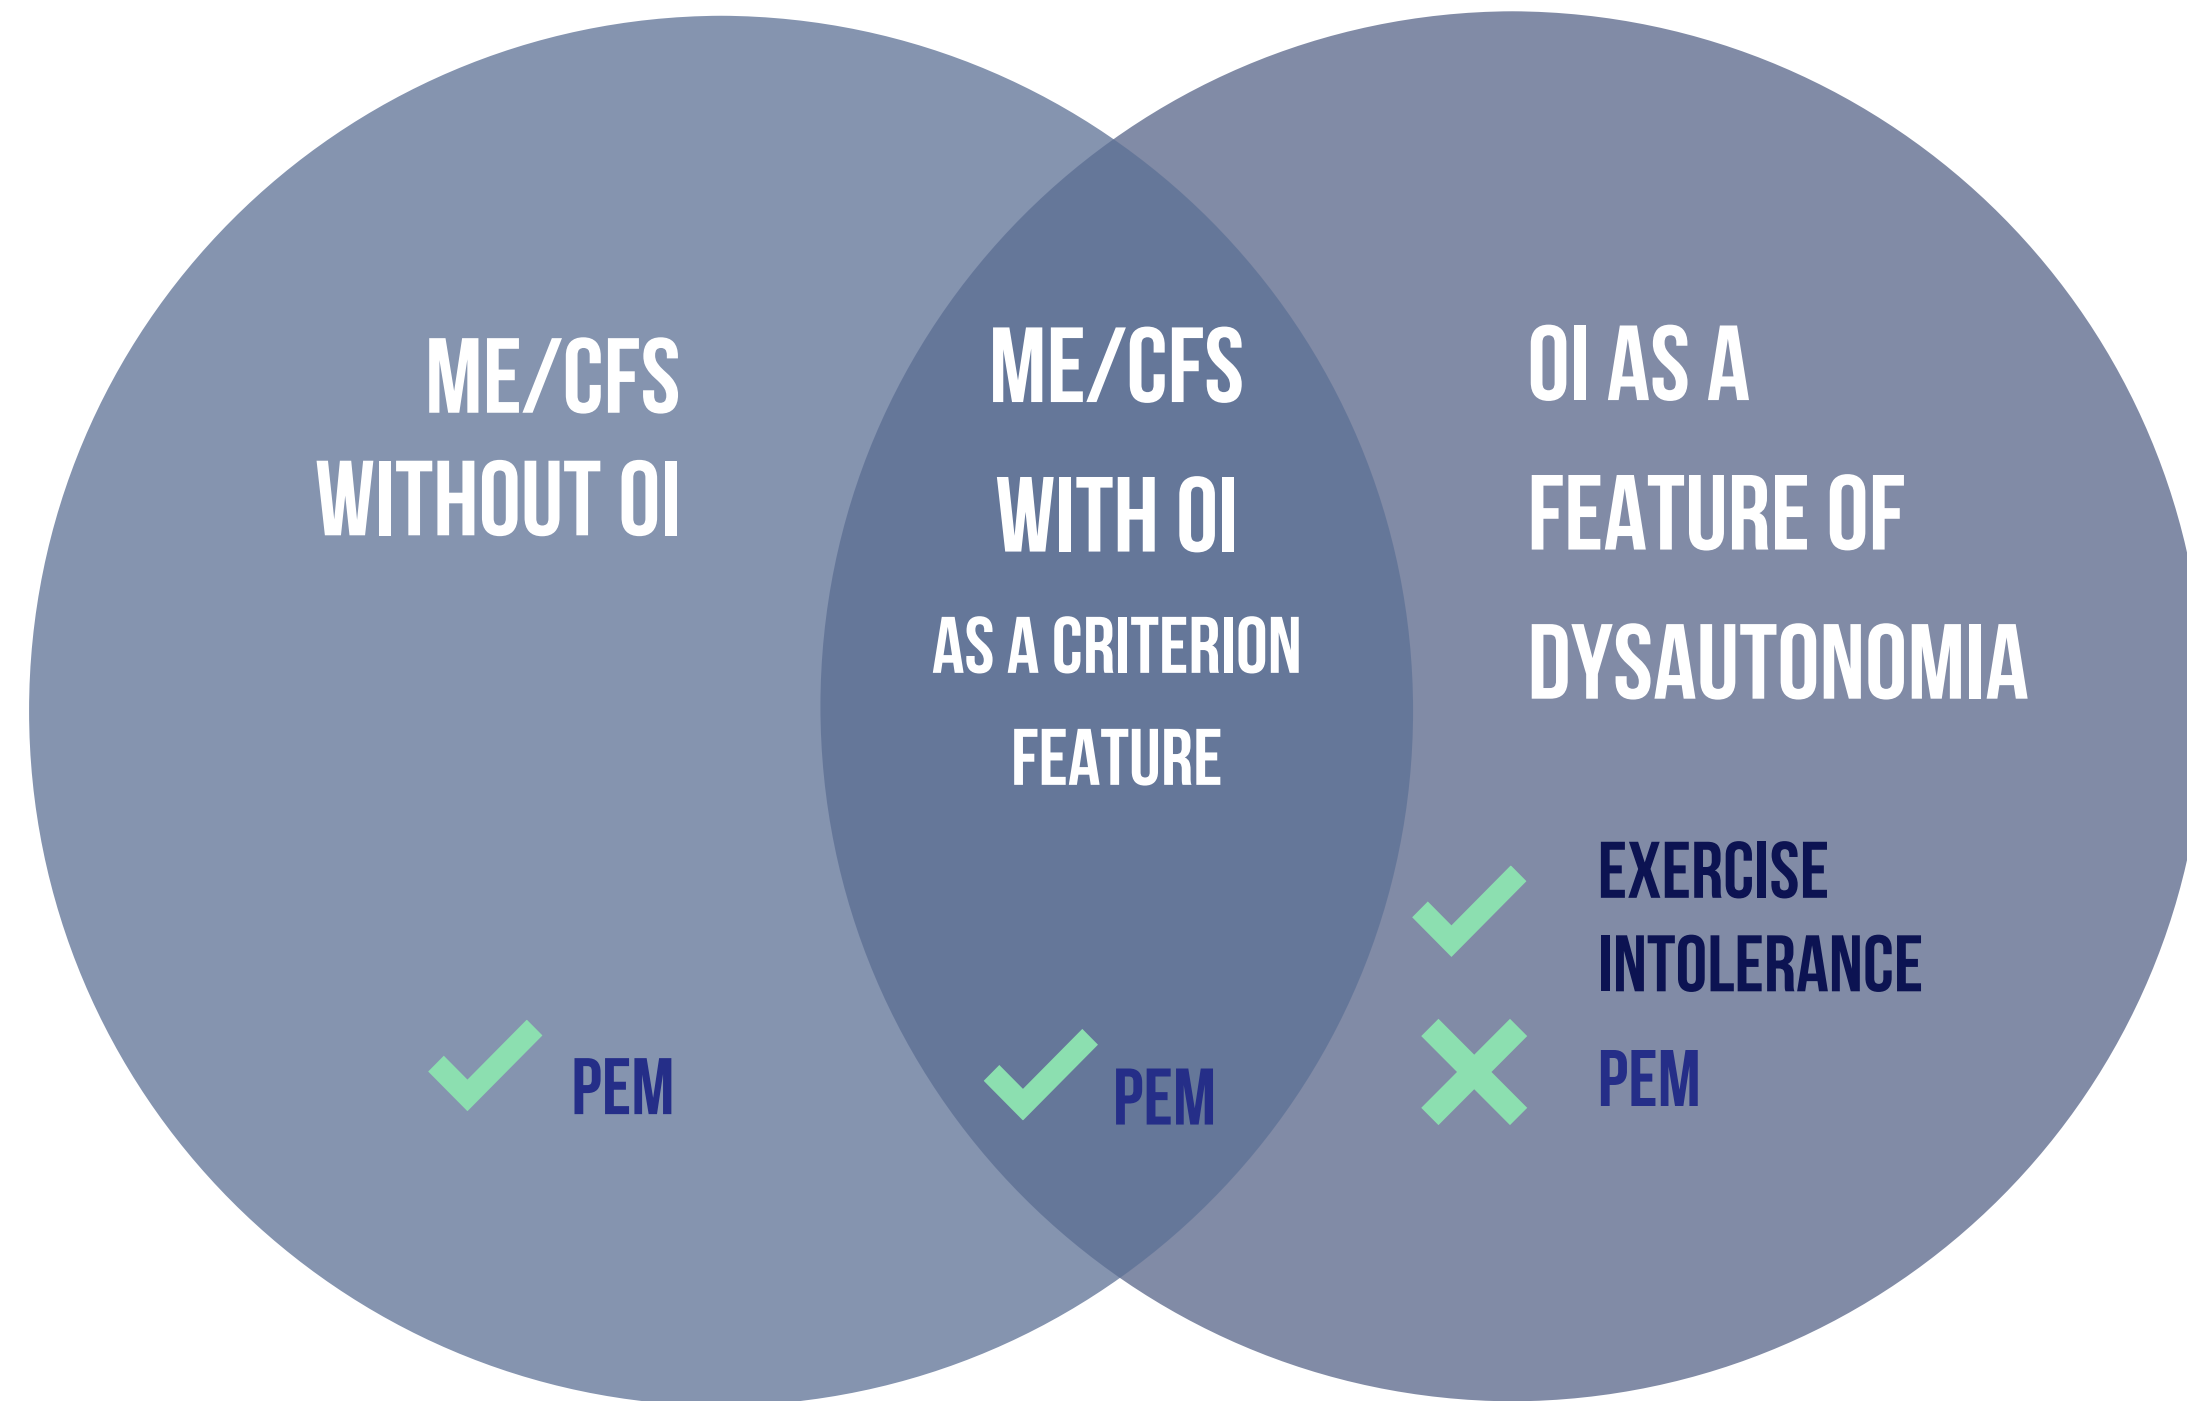 ME/CFS
WITHOUT OI
PEM
ME/CFS
WITH OI
AS A CRITERION
FEATURE
PEM
OI AS A
FEATURE OF
DYSAUTONOMIA
EXERCISE
INTOLERANCE
PEM